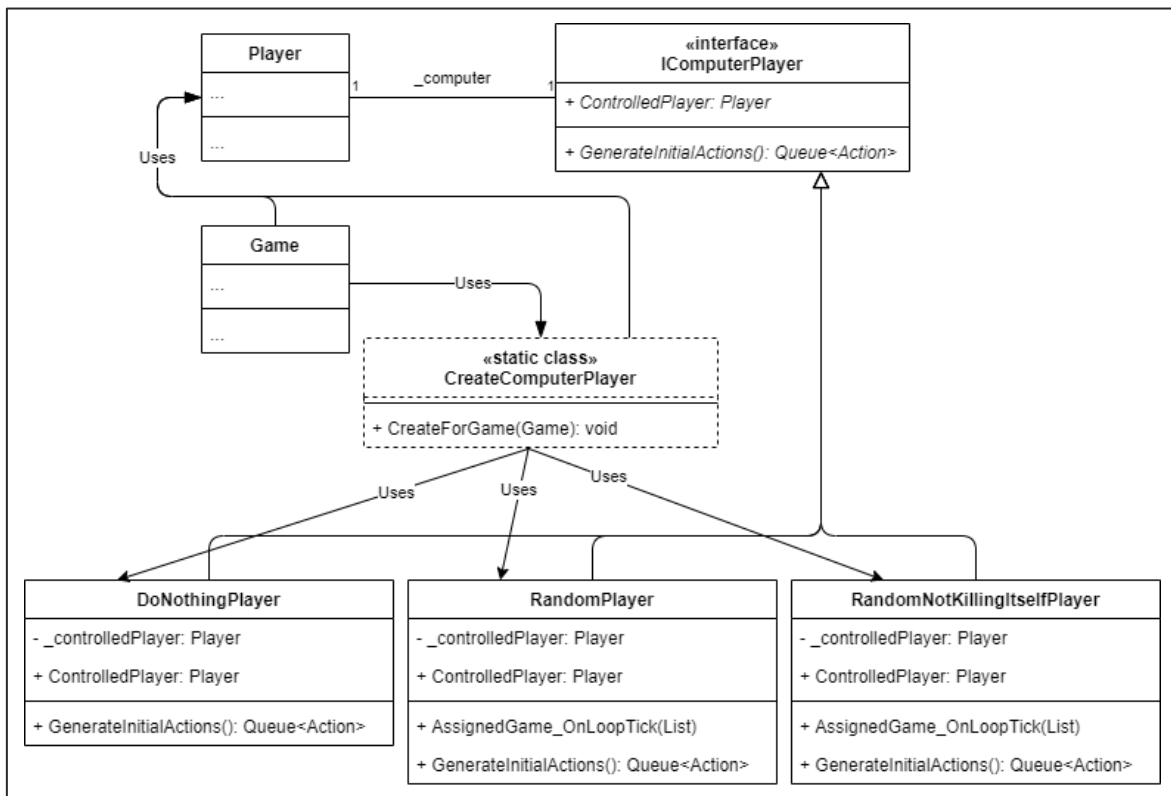 Player
...
...
1
_computer
1
«interface»
IComputerPlayer
+ ControlledPlayer: Player
+ GenerateInitialActions(): Queue<Action>
Uses
Game
...
...
Uses
«static class»
CreateComputerPlayer
+ CreateForGame(Game): void
Uses
Uses
Uses
DoNothingPlayer
- _controlledPlayer: Player
+ ControlledPlayer: Player
+ GenerateInitialActions(): Queue<Action>
RandomPlayer
- _controlledPlayer: Player
+ ControlledPlayer: Player
+ AssignedGame_OnLoopTick(List)
+ GenerateInitialActions(): Queue<Action>
RandomNotKillingItselfPlayer
- _controlledPlayer: Player
+ ControlledPlayer: Player
+ AssignedGame_OnLoopTick(List)
+ GenerateInitialActions(): Queue<Action>